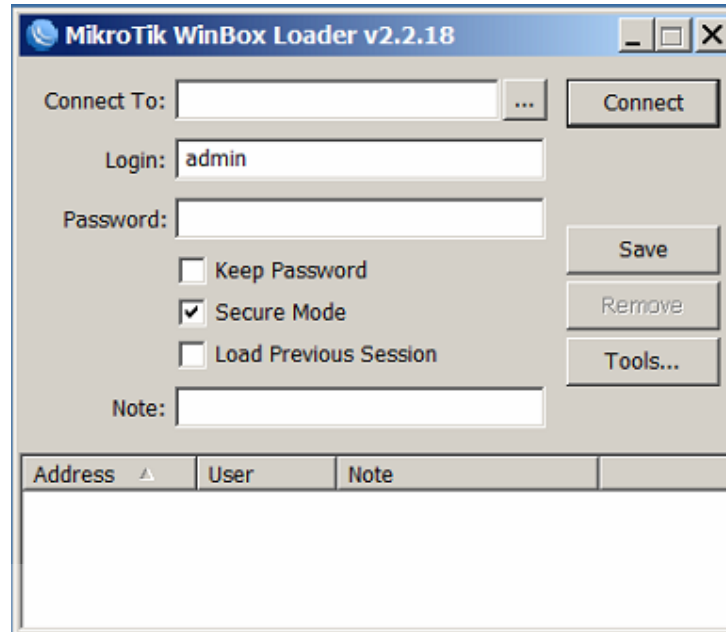 MikroTik WinBox Loader v2.2.18
Connect To: ... Connect
Login: admin
Password:
Save
Keep Password
Secure Mode Remove
Load Previous Session Tools...
Note:
Address User Note